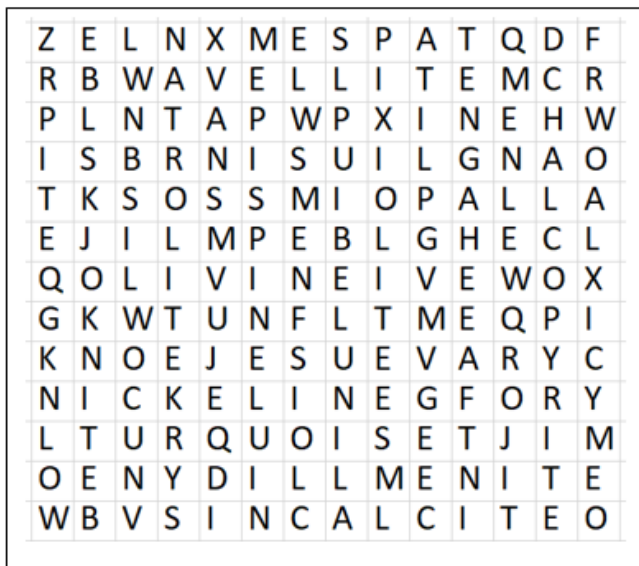 Z E L N X M E S P A T Q D F
R B W A V E L L I T E M C R
P L N T A P W P X I N E H W
I S B R N I S U I L G N A O
T K S O S S M I O P A L L A
E J I L M P E B L G H E C L
Q O L I V I N E I V E W O X
G K W T U N F L T M E Q P I
K N O E J E S U E V A R Y C
N I C K E L I N E G F O R Y
L T U R Q U O I S E T J I M
O E N Y D I L L M E N I T E
W B V S I N C A L C I T E O